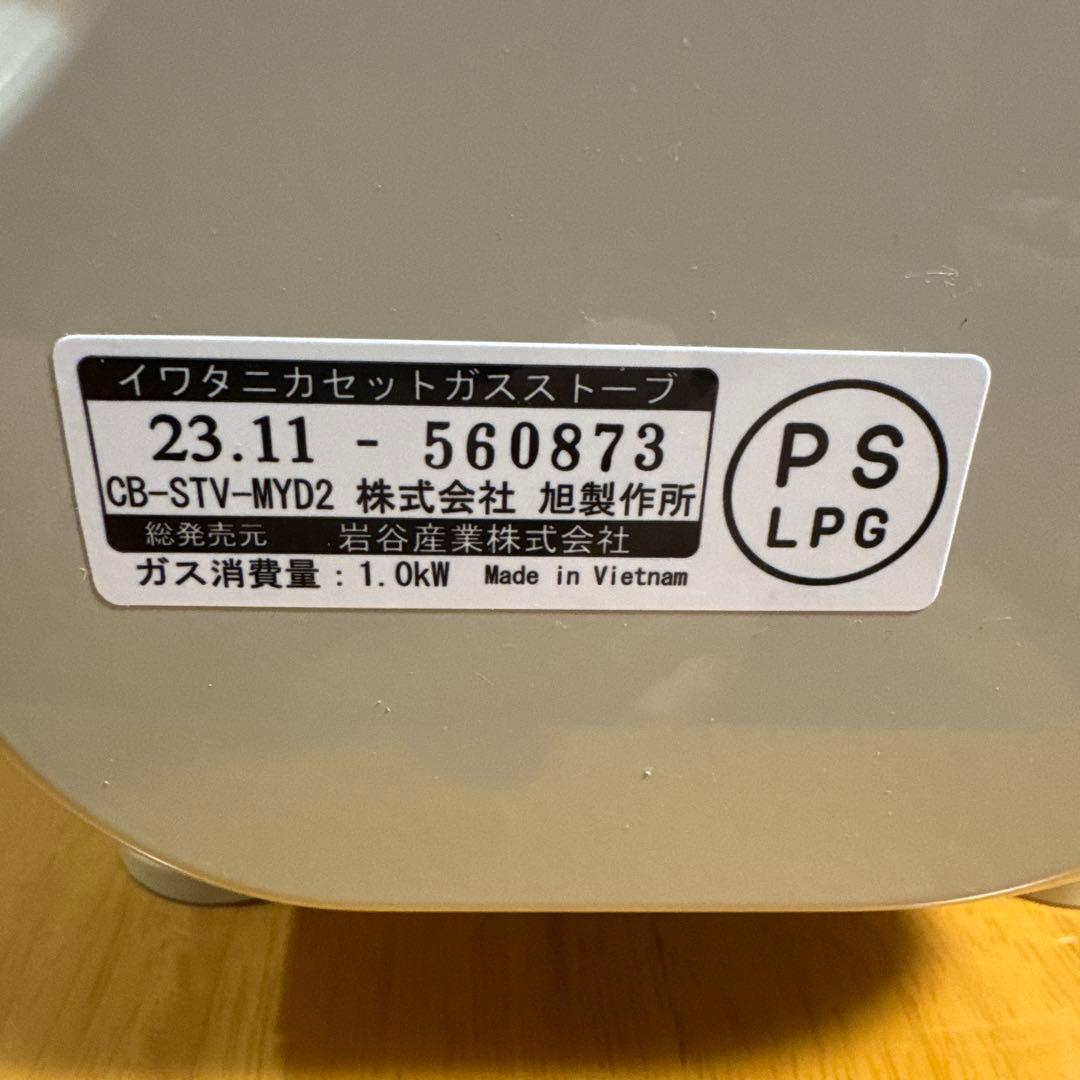 イワタニカセットガスストーブ
23.11 - 560873
CB-STV-MYD2 株式会社 旭製作所
総発売元 岩谷産業株式会社
ガス消費量：1.0kW Made in Vietnam
PS
LPG